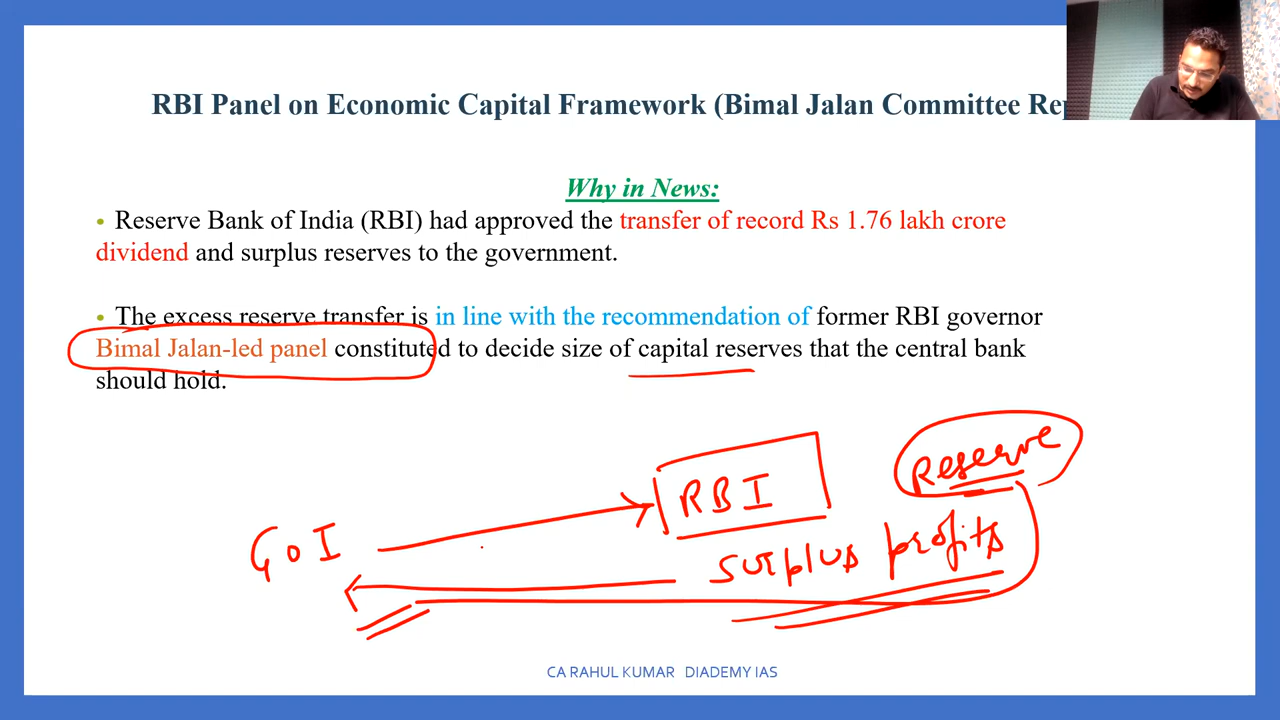 RBI Panel on Economic Capital Framework (Bimal Jalan Committee
Why in News:
• Reserve Bank of India (RBI) had approved the transfer of record Rs 1.76 lakh crore
dividend and surplus reserves to the government.
• The excess reserve transfer is in line with the recommendation of former RBI governor
Bimal Jalan-led panel constituted to decide size of capital reserves that the central bank
should hold.
Reserve
RBI
GOI
surplus profits
CA RAHUL KUMAR DIADEMY IAS